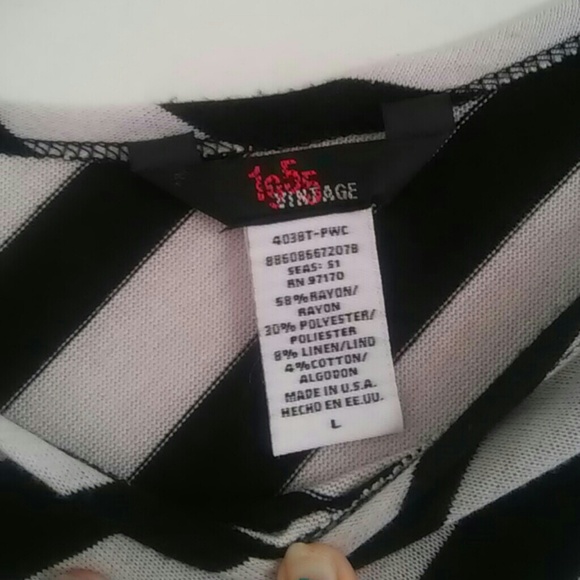 1955
VINTAGE
4038T-PWC
886086672078
SEAS: S1
RN 97170
58%RAYON/
RAYON
30% POLYESTER/
POLIESTER
8% LINEN/LINO
4%COTTON/
ALGODON
MADE IN U.S.A.
HECHO EN EE.UU.
L